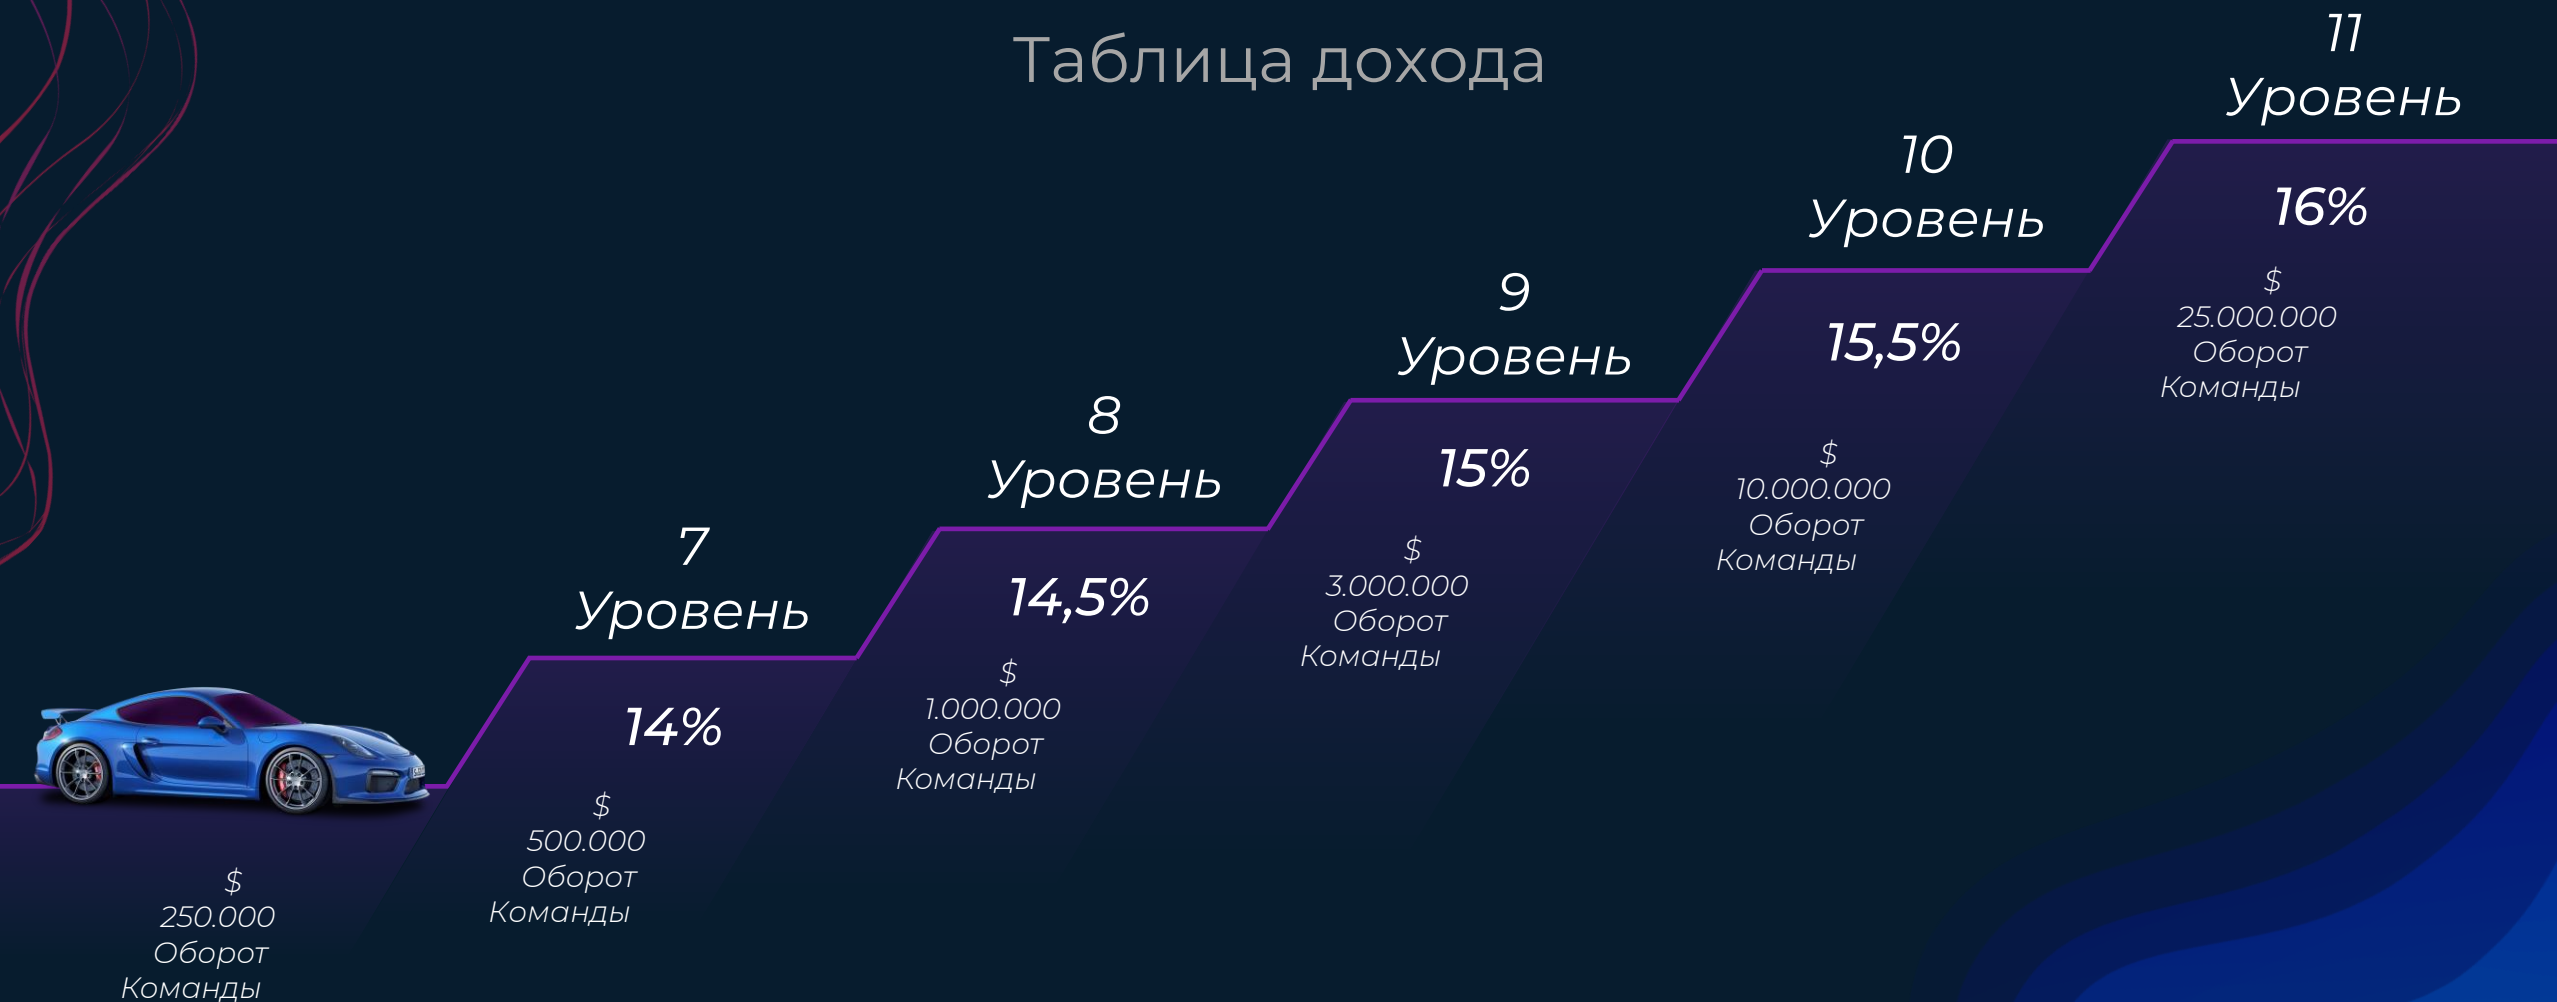 Таблица дохода
$
250.000
Оборот
Команды
7
Уровень
14%
$
500.000
Оборот
Команды
8
Уровень
14,5%
$
1.000.000
Оборот
Команды
9
Уровень
15%
$
3.000.000
Оборот
Команды
10
Уровень
15,5%
$
10.000.000
Оборот
Команды
11
Уровень
16%
$
25.000.000
Оборот
Команды